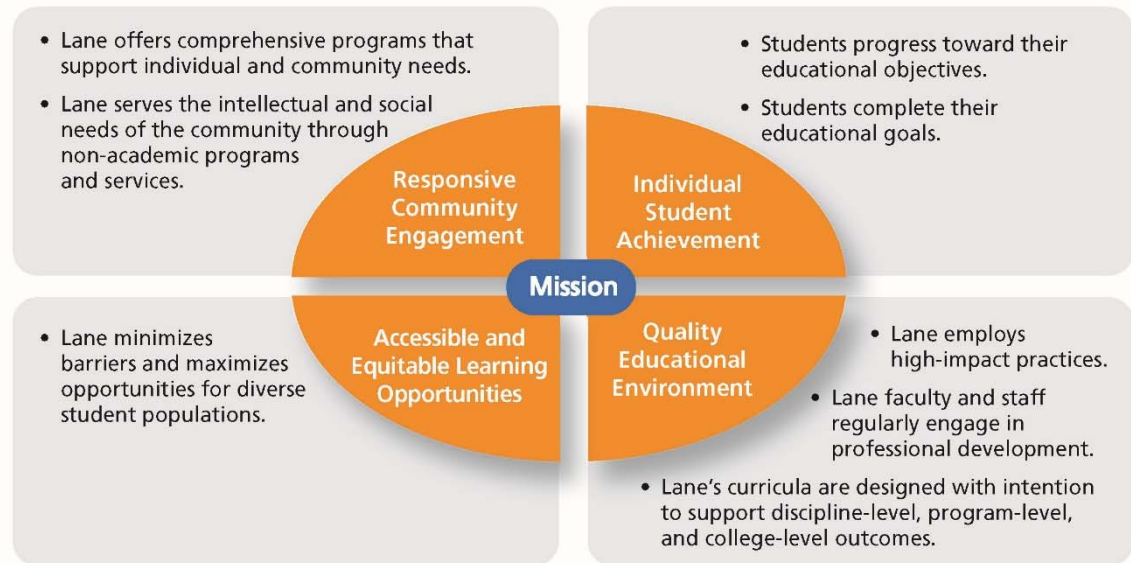 • Lane offers comprehensive programs that
support individual and community needs.
• Lane serves the intellectual and social
needs of the community through
non-academic programs
and services.
Responsive
Community
Engagement
• Students progress toward their
educational objectives.
• Students complete their
educational goals.
Individual
Student
Achievement
Mission
• Lane minimizes
barriers and maximizes
opportunities for diverse
student populations.
Accessible and
Equitable Learning
Opportunities
Quality
Educational
Environment
• Lane employs
high-impact practices.
• Lane faculty and staff
regularly engage in
professional development.
• Lane's curricula are designed with intention
to support discipline-level, program-level,
and college-level outcomes.